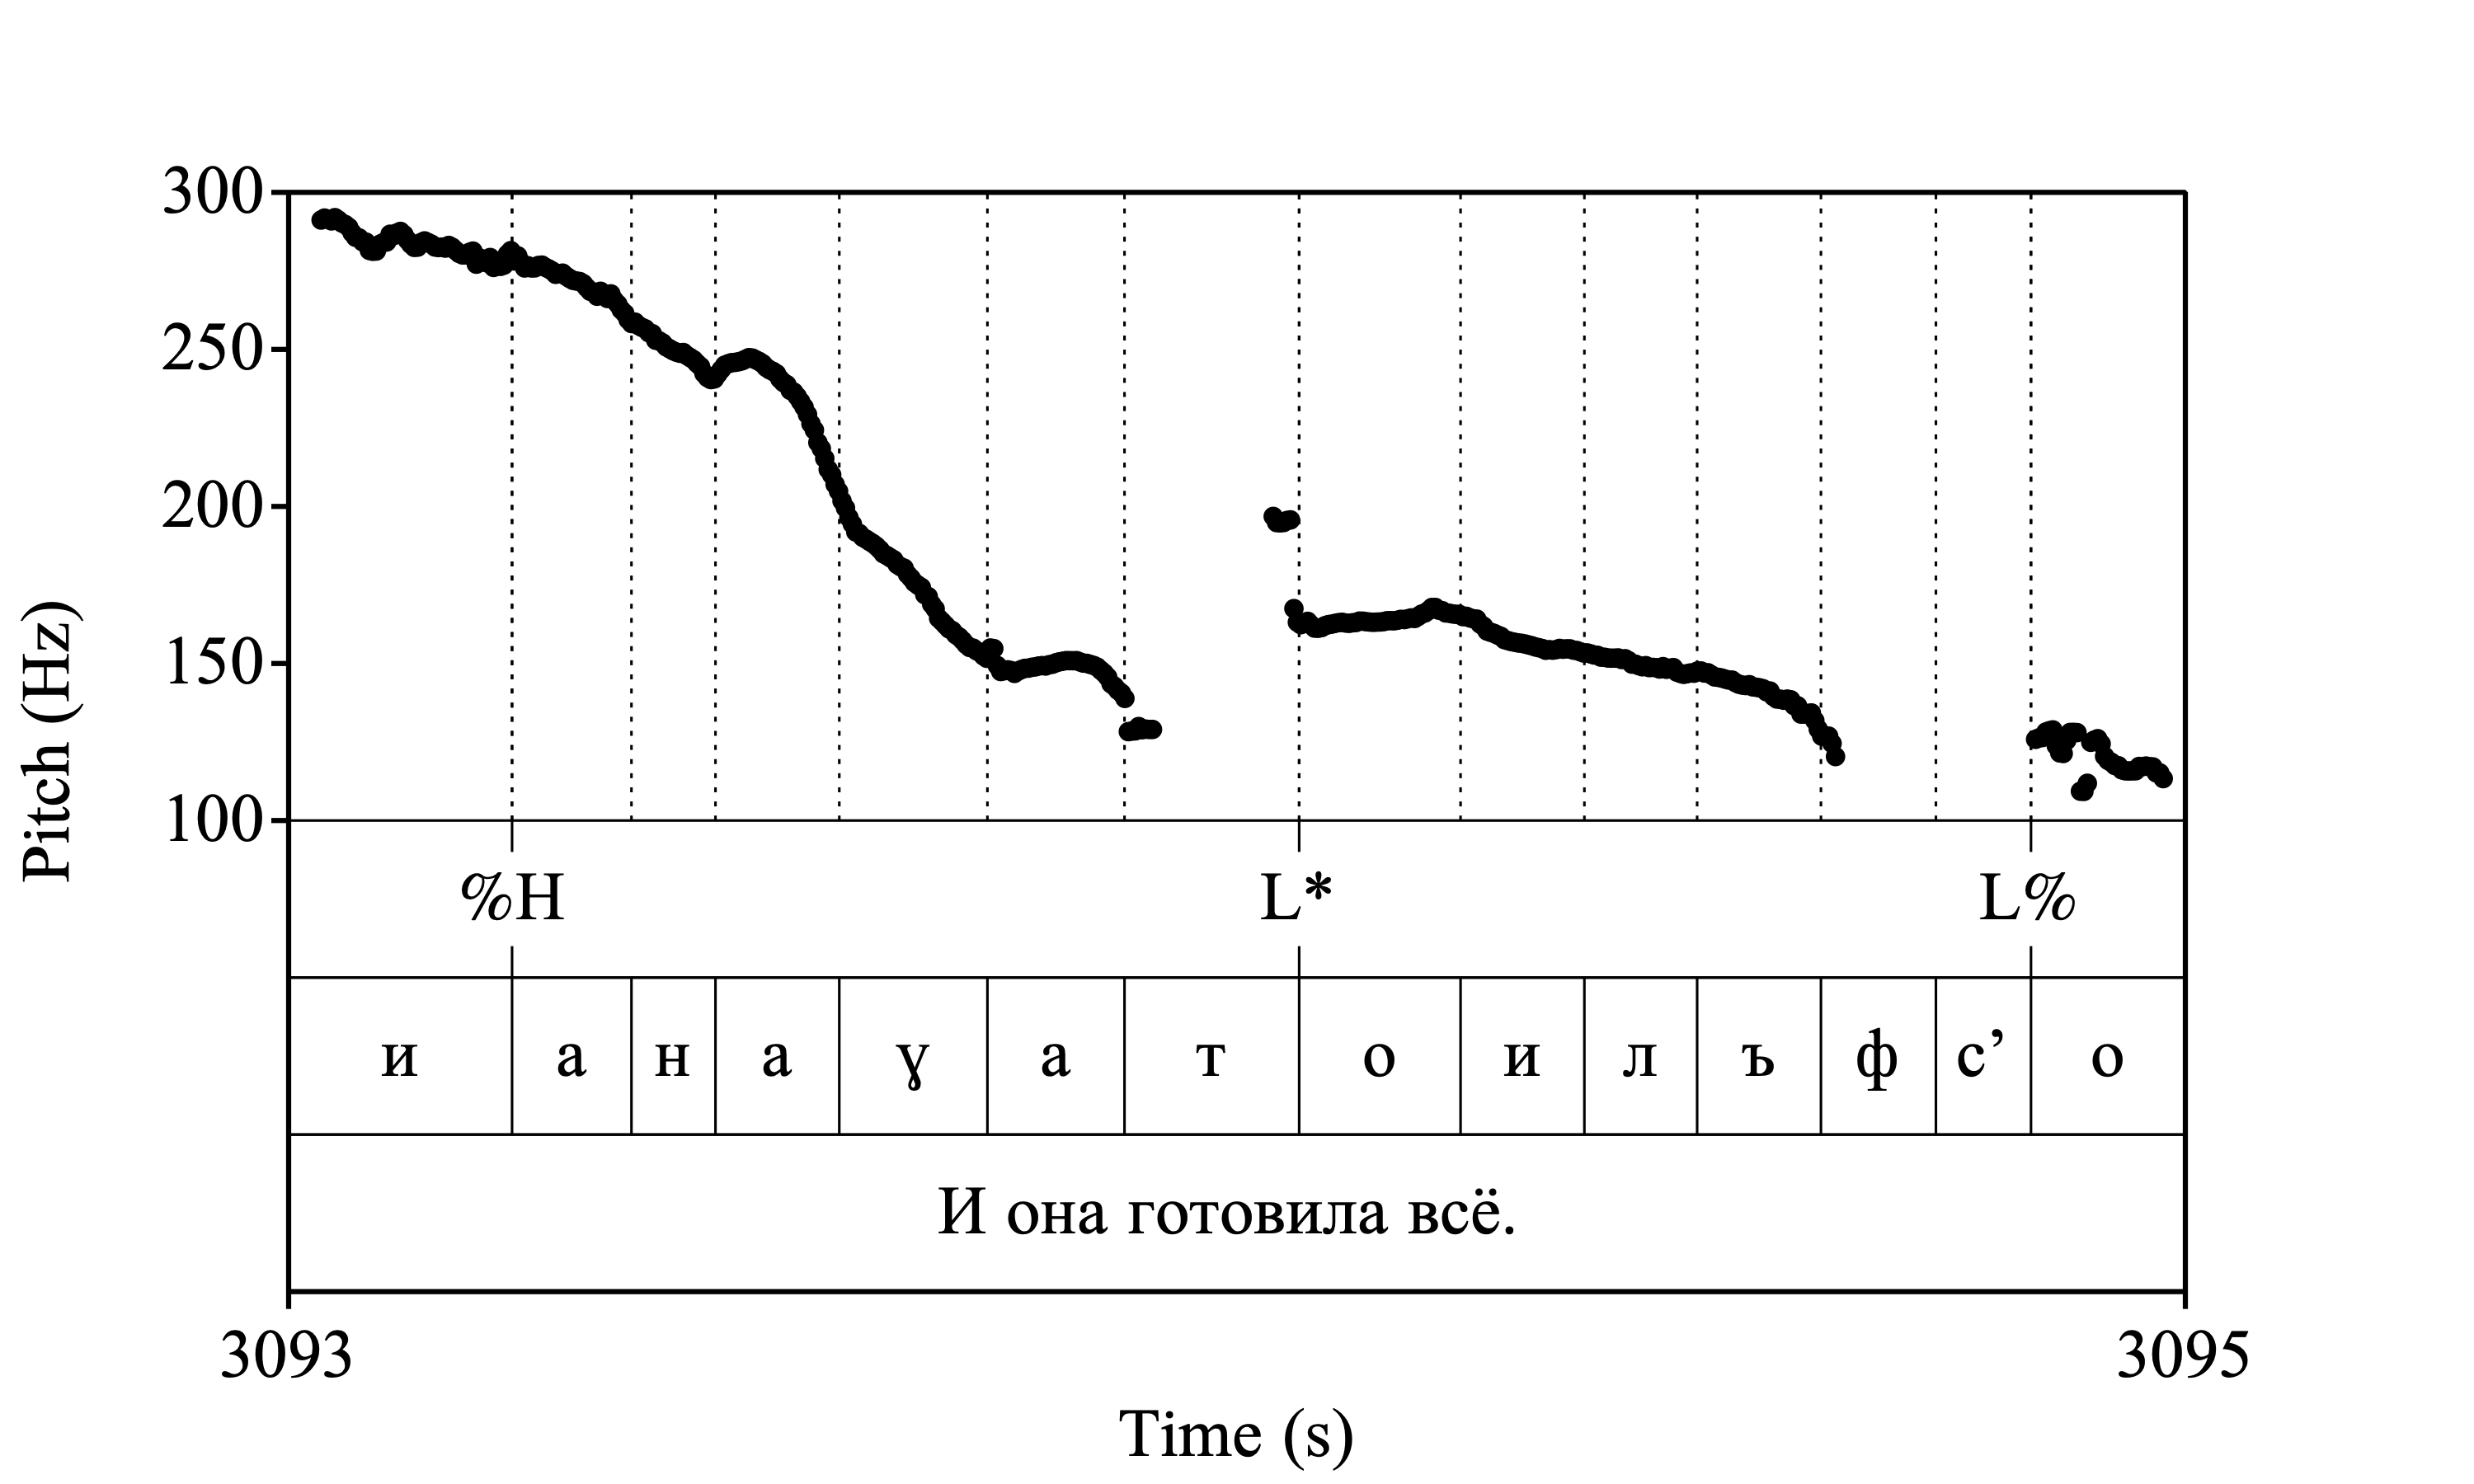 300
250
200
150
100
Pitch (Hz)
%H L* L%
и а н а ɣ а т о и л ъ ф с’ о
И она готовила всё.
3093 3095
Time (s)